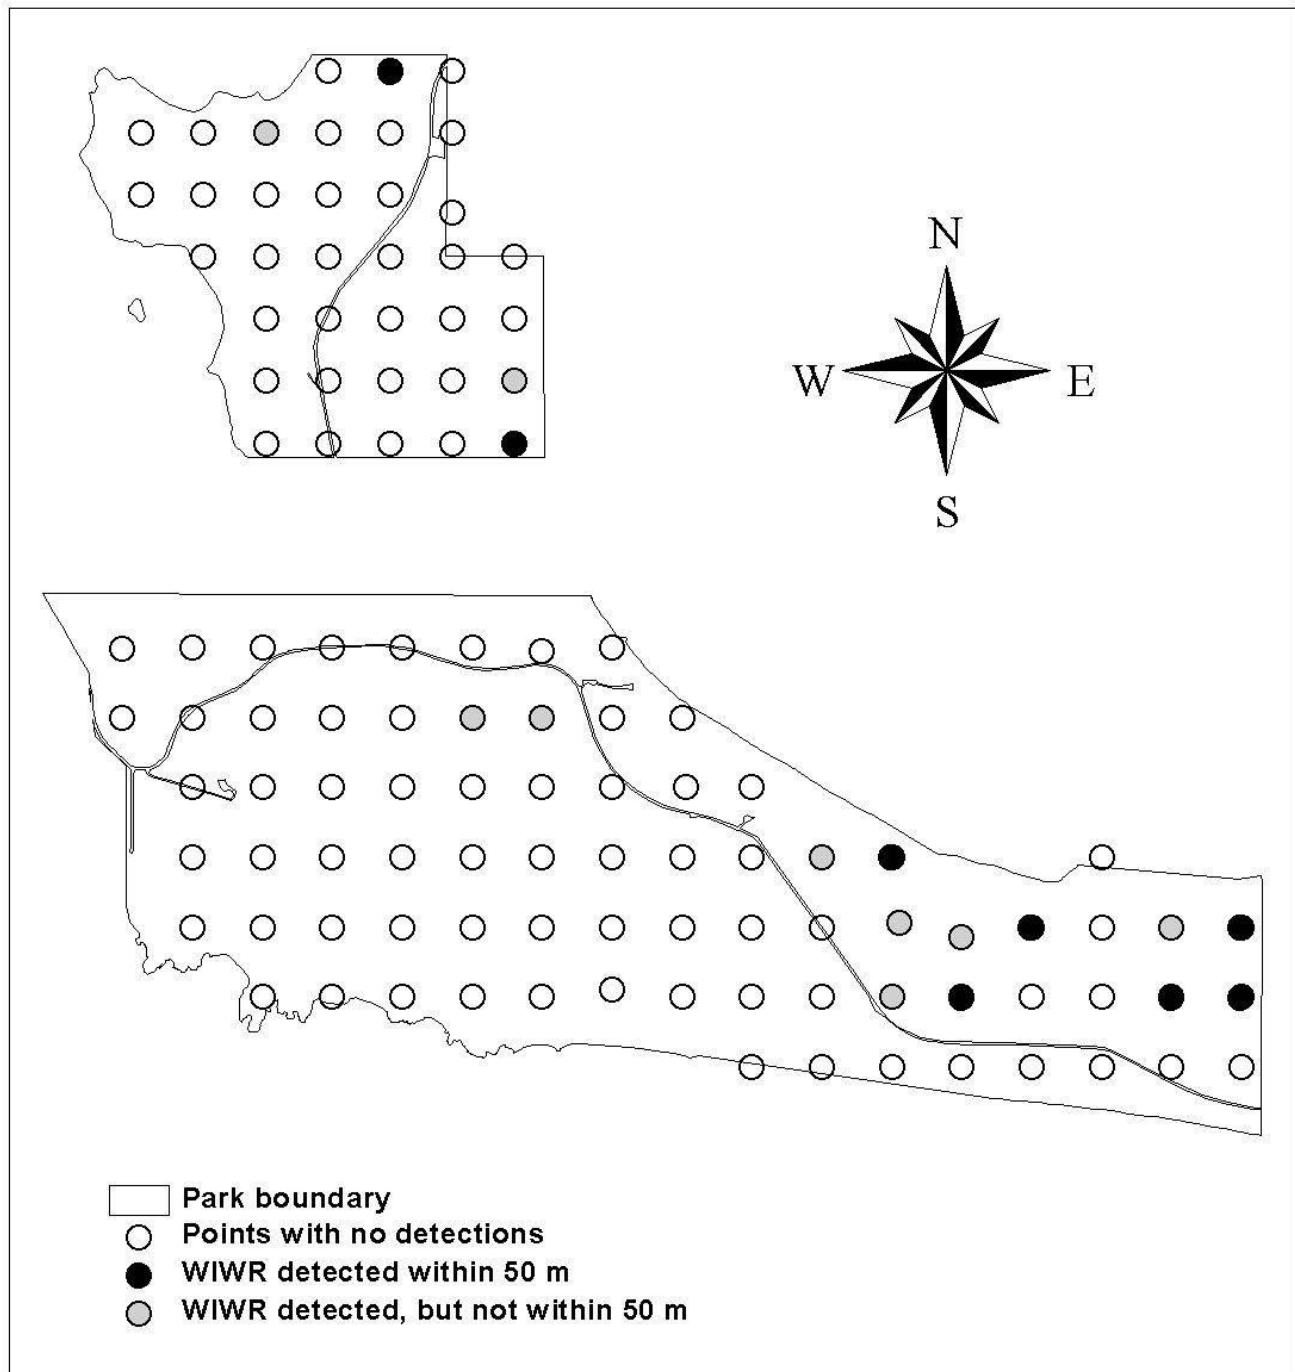 N
W
E
S
Park boundary
Points with no detections
WIWR detected within 50 m
WIWR detected, but not within 50 m